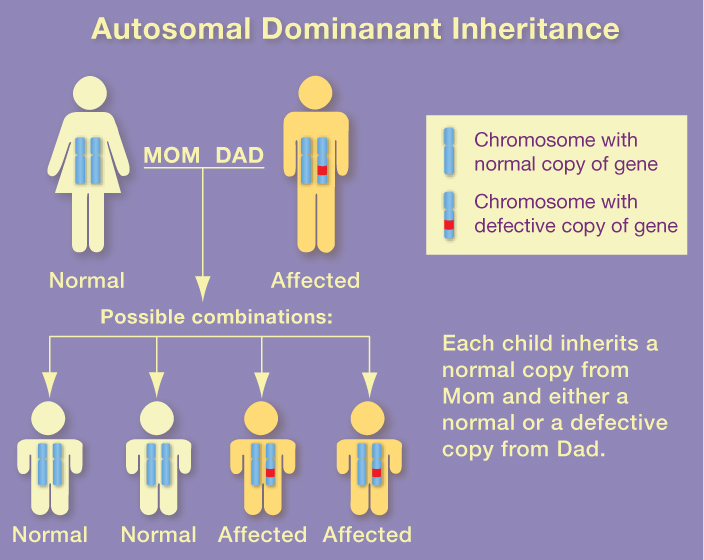 Autosomal Dominanant Inheritance
MOM DAD
Chromosome with
normal copy of gene
Chromosome with
defective copy of gene
Normal
Affected
Possible combinations:
Each child inherits a
normal copy from
Mom and either a
normal or a defective
copy from Dad.
Normal
Normal
Affected
Affected